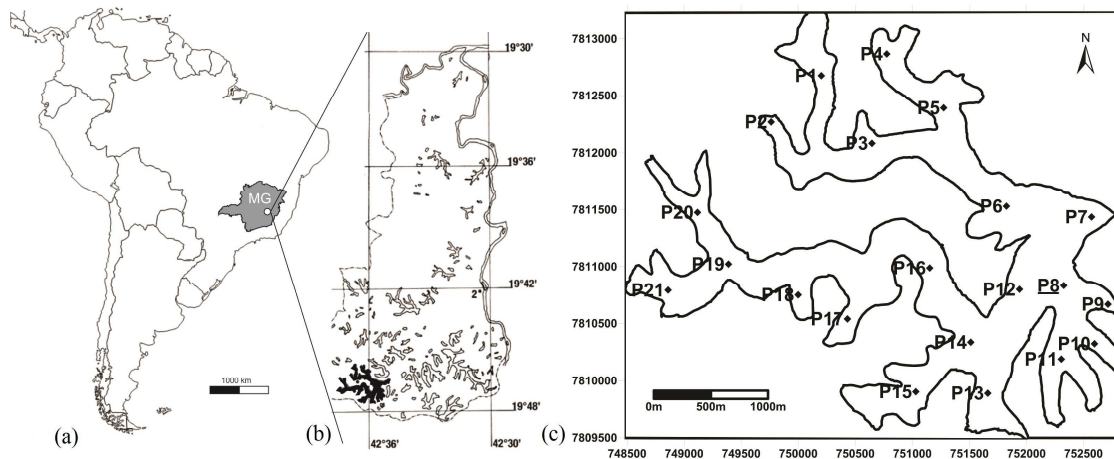 MG
1000 km
(a)
19°30'
19°36'
19°42'
2*
19°48'
42°36'
42°30'
(b)
7813000
7812500
7812000
7811500
7811000
7810500
7810000
7809500
N
P4
P1
P5
P2
P3
P6
P7
P20
P19
P16
P21
P18
P12
P8
P9
P17
P14
P10
P11
P15
P13
0m 500m 1000m
(c)
748500 749000 749500 750000 750500 751000 751500 752000 752500